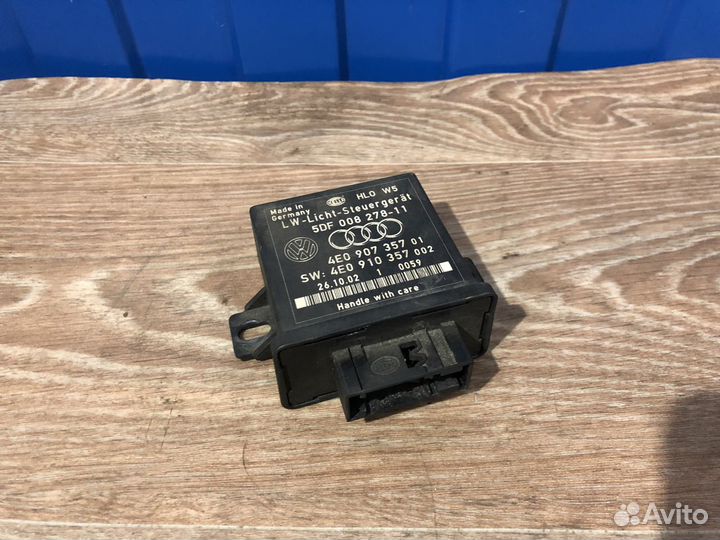 Made in
Germany
HELLA
HLO W5
LW-Licht-Steuergerät
5DF 008 278-11
4E0 907 357 01
SW: 4E0 910 357 002
26.10.02 1 0059
Handle with care
Avito